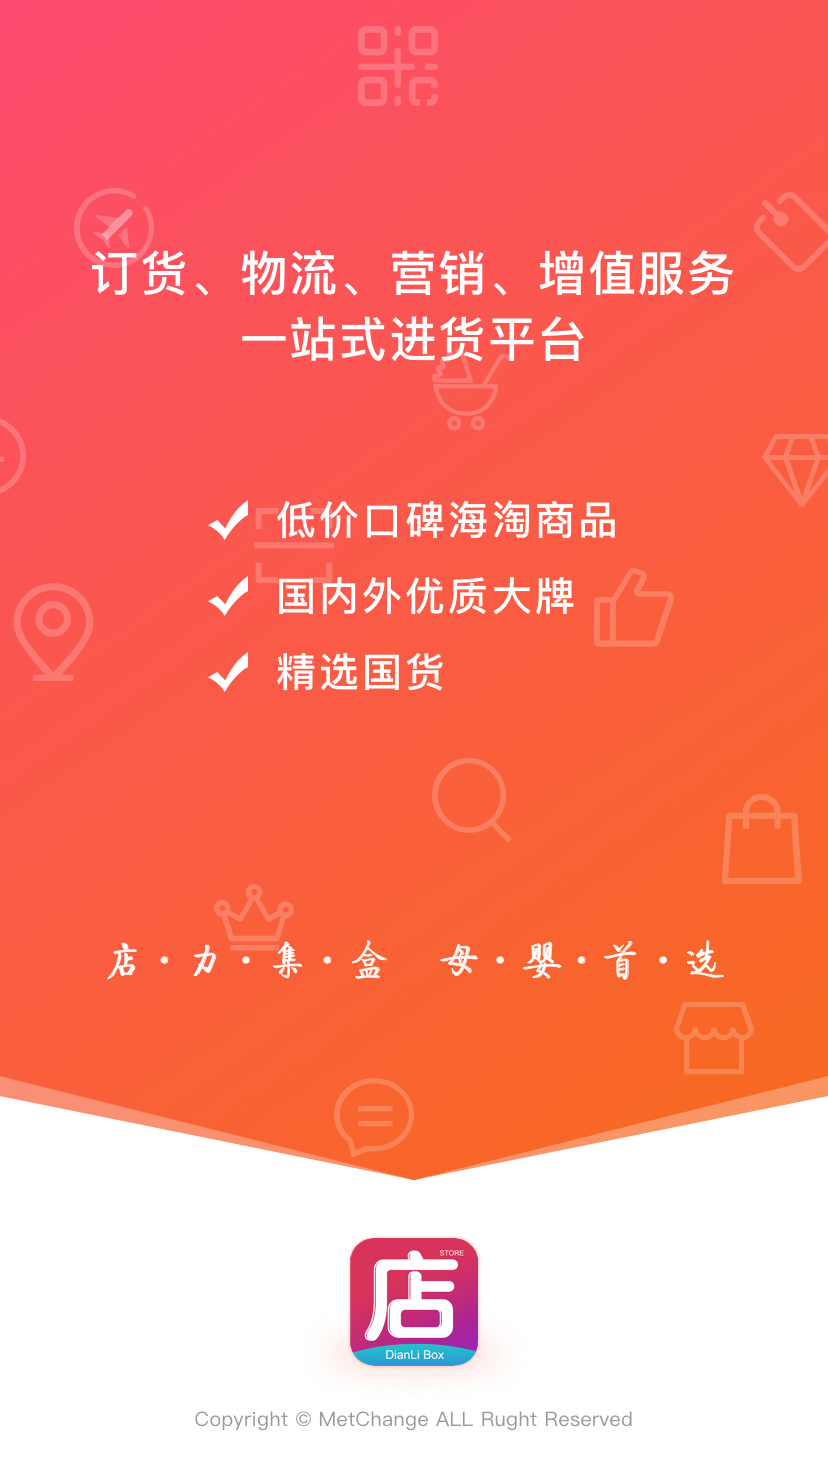 订货、物流、营销、增值服务
一站式进货平台
低价口碑海淘商品
国内外优质大牌
精选国货
店·力·集·盒 母·婴·首·选
STORE
店
DianLi Box
Copyright © MetChange ALL Rught Reserved